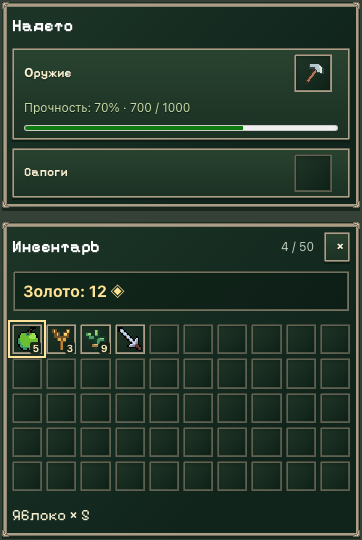 Надето
Оружие
Прочность: 70% · 700 / 1000
Сапоги
Инвентарь
4 / 50 ×
Золото: 12
5 3 9
Яблоко × 5